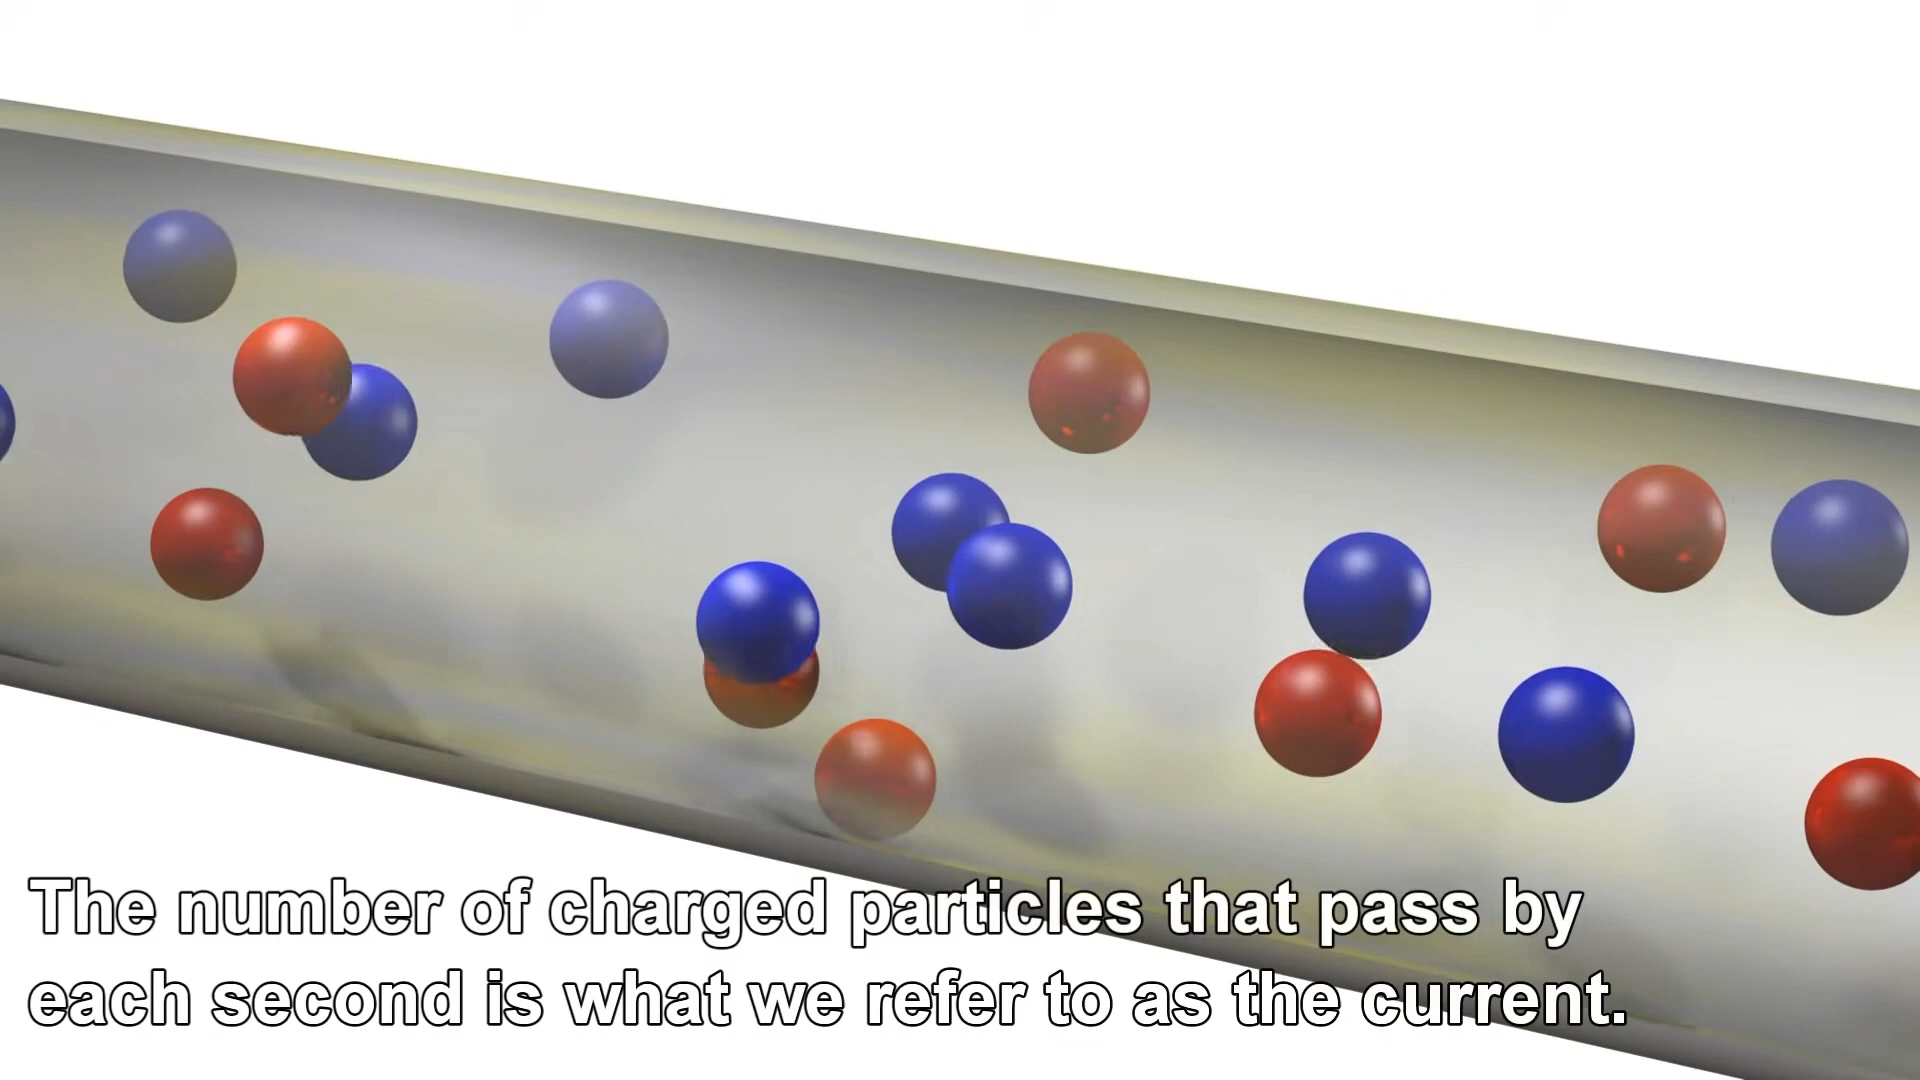 The number of charged particles that pass by
each second is what we refer to as the current.